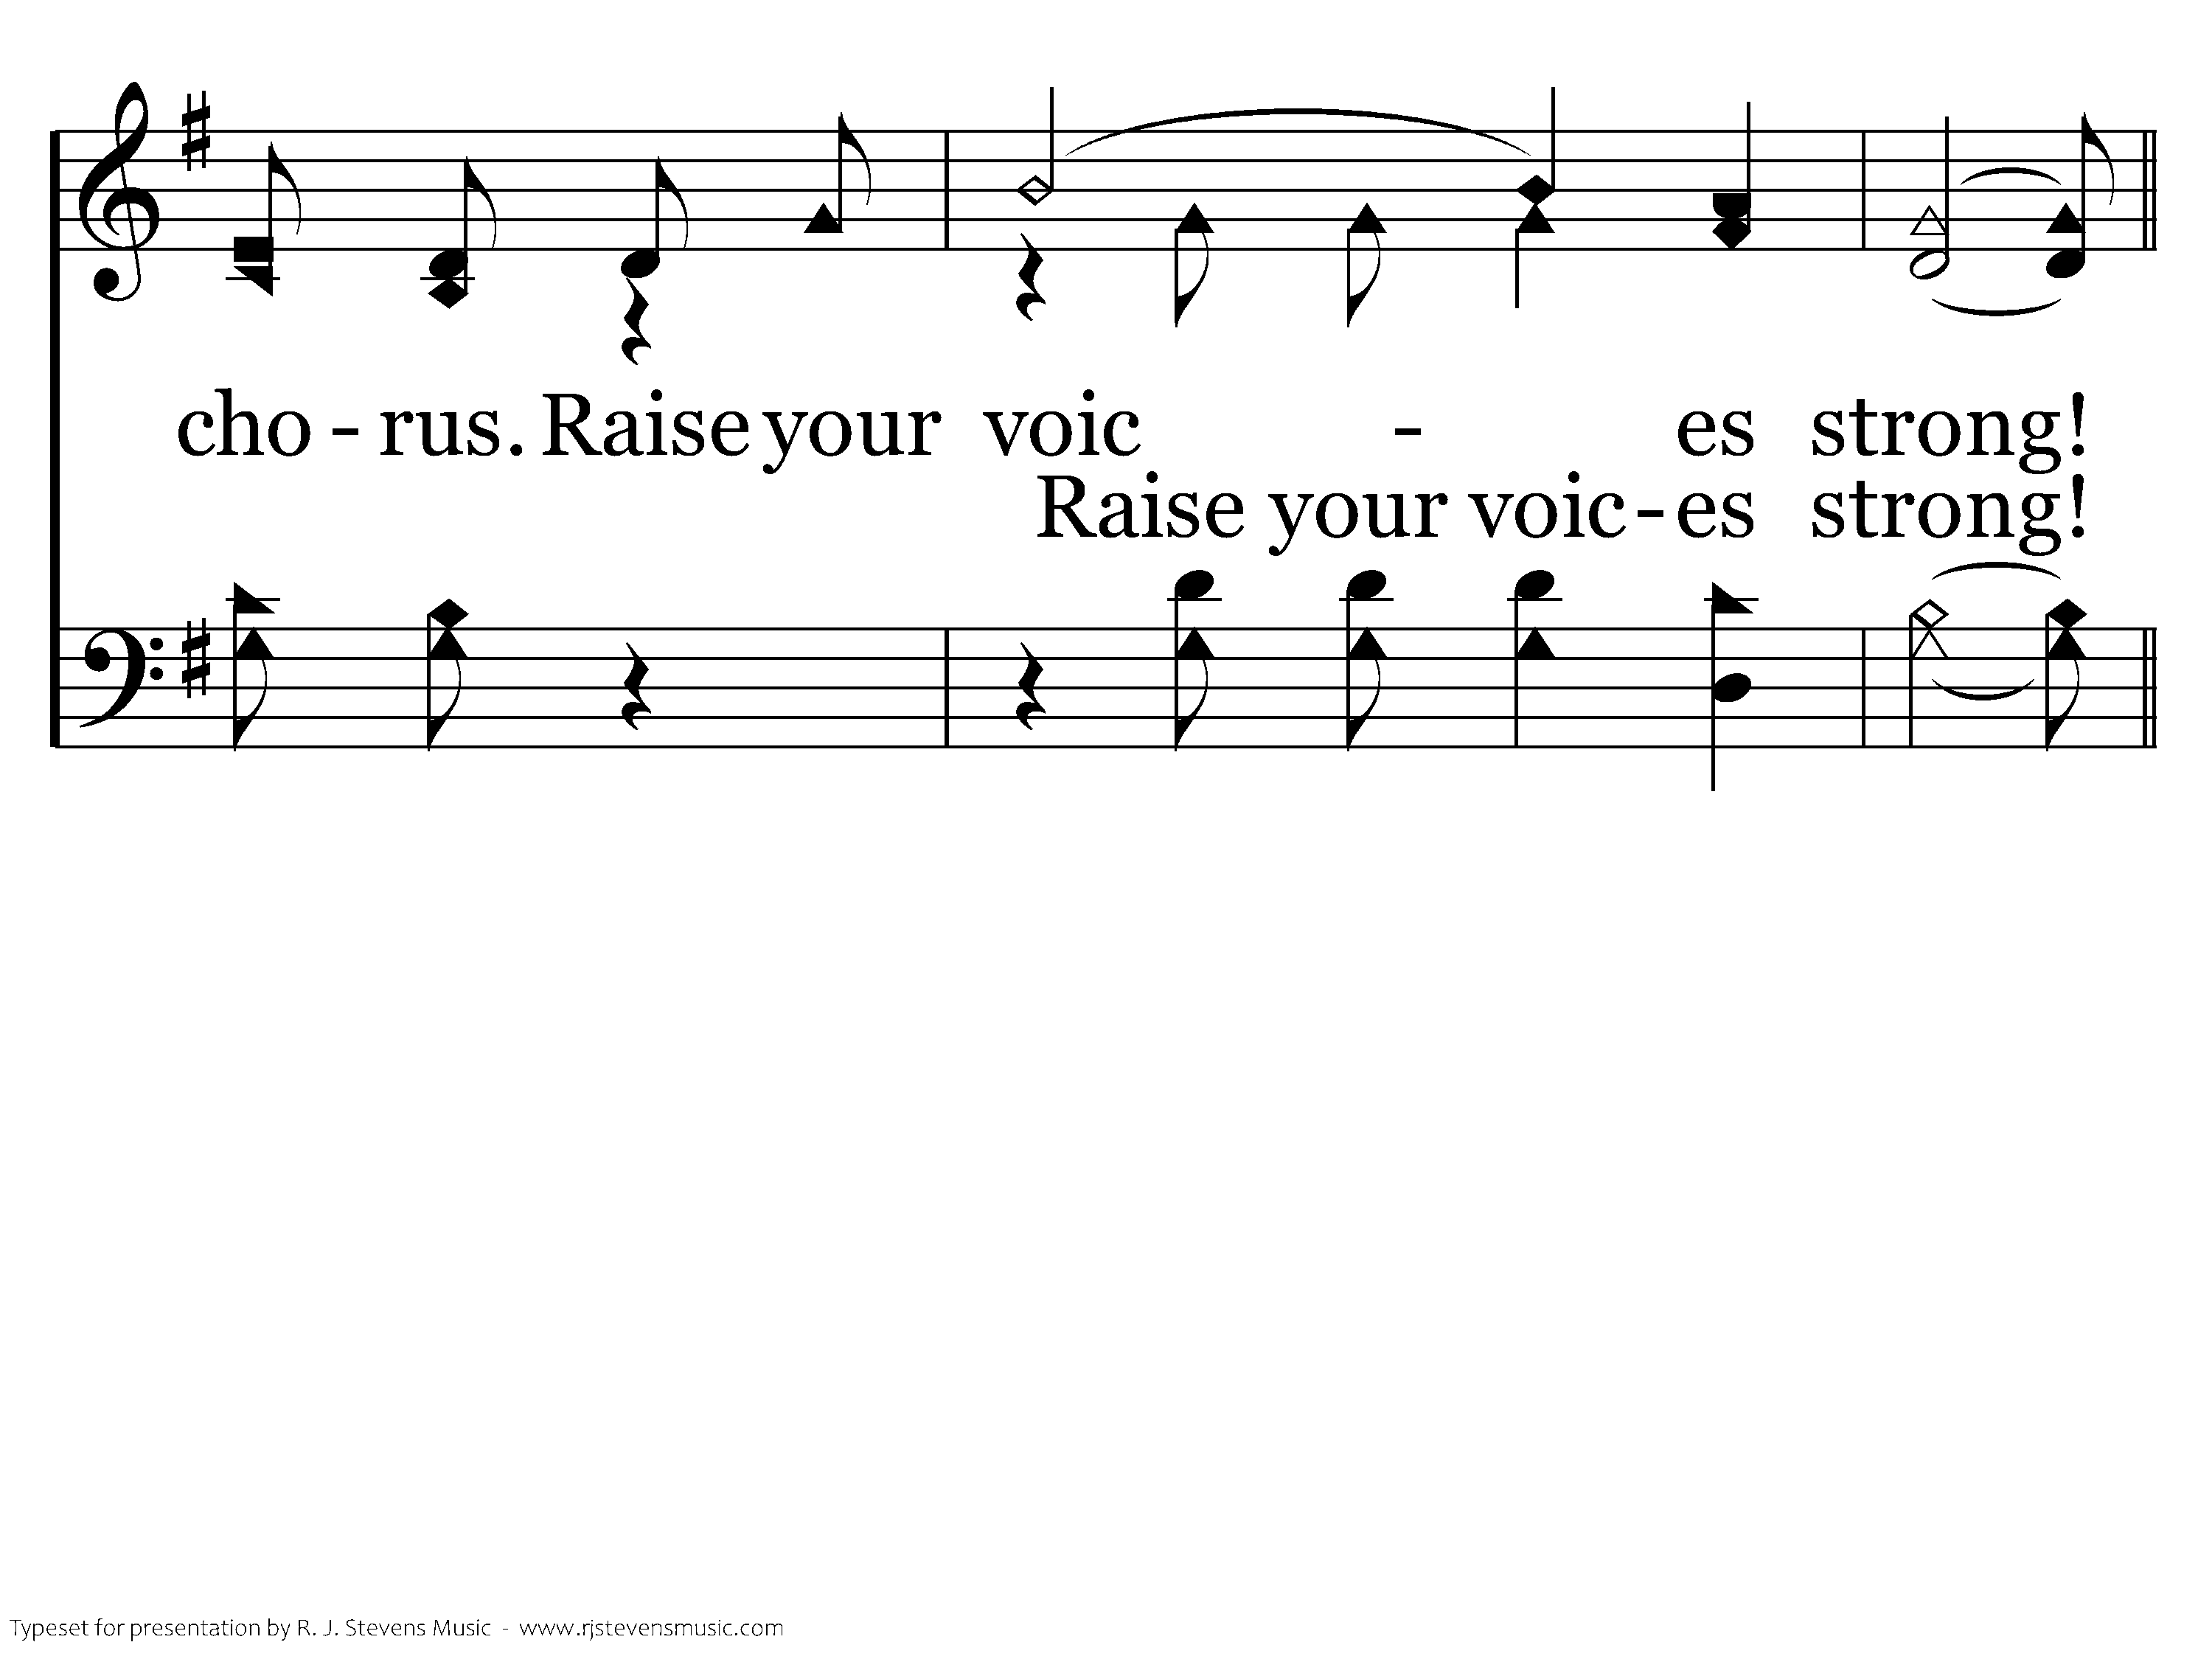 cho - rus. Raise your voic - es strong!
Raise your voic - es strong!
Typeset for presentation by R. J. Stevens Music - www.rjstevensmusic.com